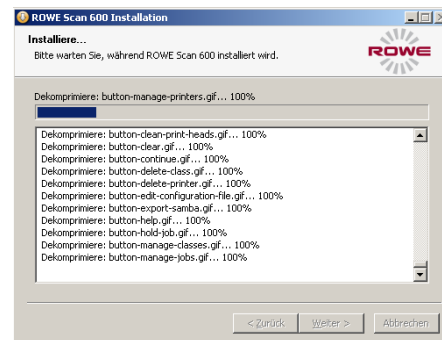 ROWE Scan 600 Installation
Installiere...
Bitte warten Sie, während ROWE Scan 600 installiert wird.
ROWE
Dekomprimiere: button-manage-printers.gif... 100%
Dekomprimiere: button-clean-print-heads.gif... 100%
Dekomprimiere: button-clear.gif... 100%
Dekomprimiere: button-continue.gif... 100%
Dekomprimiere: button-delete-class.gif... 100%
Dekomprimiere: button-delete-printer.gif... 100%
Dekomprimiere: button-edit-configuration-file.gif... 100%
Dekomprimiere: button-export-samba.gif... 100%
Dekomprimiere: button-help.gif... 100%
Dekomprimiere: button-hold-job.gif... 100%
Dekomprimiere: button-manage-classes.gif... 100%
Dekomprimiere: button-manage-jobs.gif... 100%
< Zurück Weiter > Abbrechen